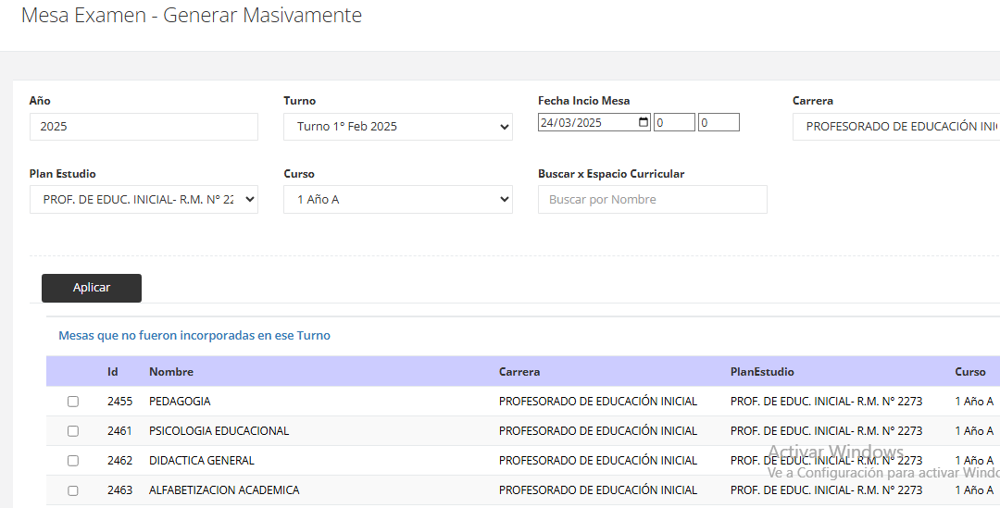 Mesa Examen - Generar Masivamente
Año
Turno
Fecha Incio Mesa
Carrera
2025
Turno 1° Feb 2025
24/03/2025
0
0
PROFESORADO DE EDUCACIÓN INI
Plan Estudio
Curso
Buscar x Espacio Curricular
PROF. DE EDUC. INICIAL- R.M. N° 22
1 Año A
Buscar por Nombre
Aplicar
Mesas que no fueron incorporadas en ese Turno
Id Nombre Carrera PlanEstudio Curso
2455 PEDAGOGIA PROFESORADO DE EDUCACIÓN INICIAL PROF. DE EDUC. INICIAL- R.M. N° 2273 1 Año A
2461 PSICOLOGIA EDUCACIONAL PROFESORADO DE EDUCACIÓN INICIAL PROF. DE EDUC. INICIAL- R.M. N° 2273 1 Año A
2462 DIDACTICA GENERAL PROFESORADO DE EDUCACIÓN INICIAL PROF. DE EDUC. INICIAL- R.M. N° 2273 1 Año A
2463 ALFABETIZACION ACADEMICA PROFESORADO DE EDUCACIÓN INICIAL PROF. DE EDUC. INICIAL- R.M. N° 2273 1 Año A
Activar Windows
Ve a Configuración para activar Windo